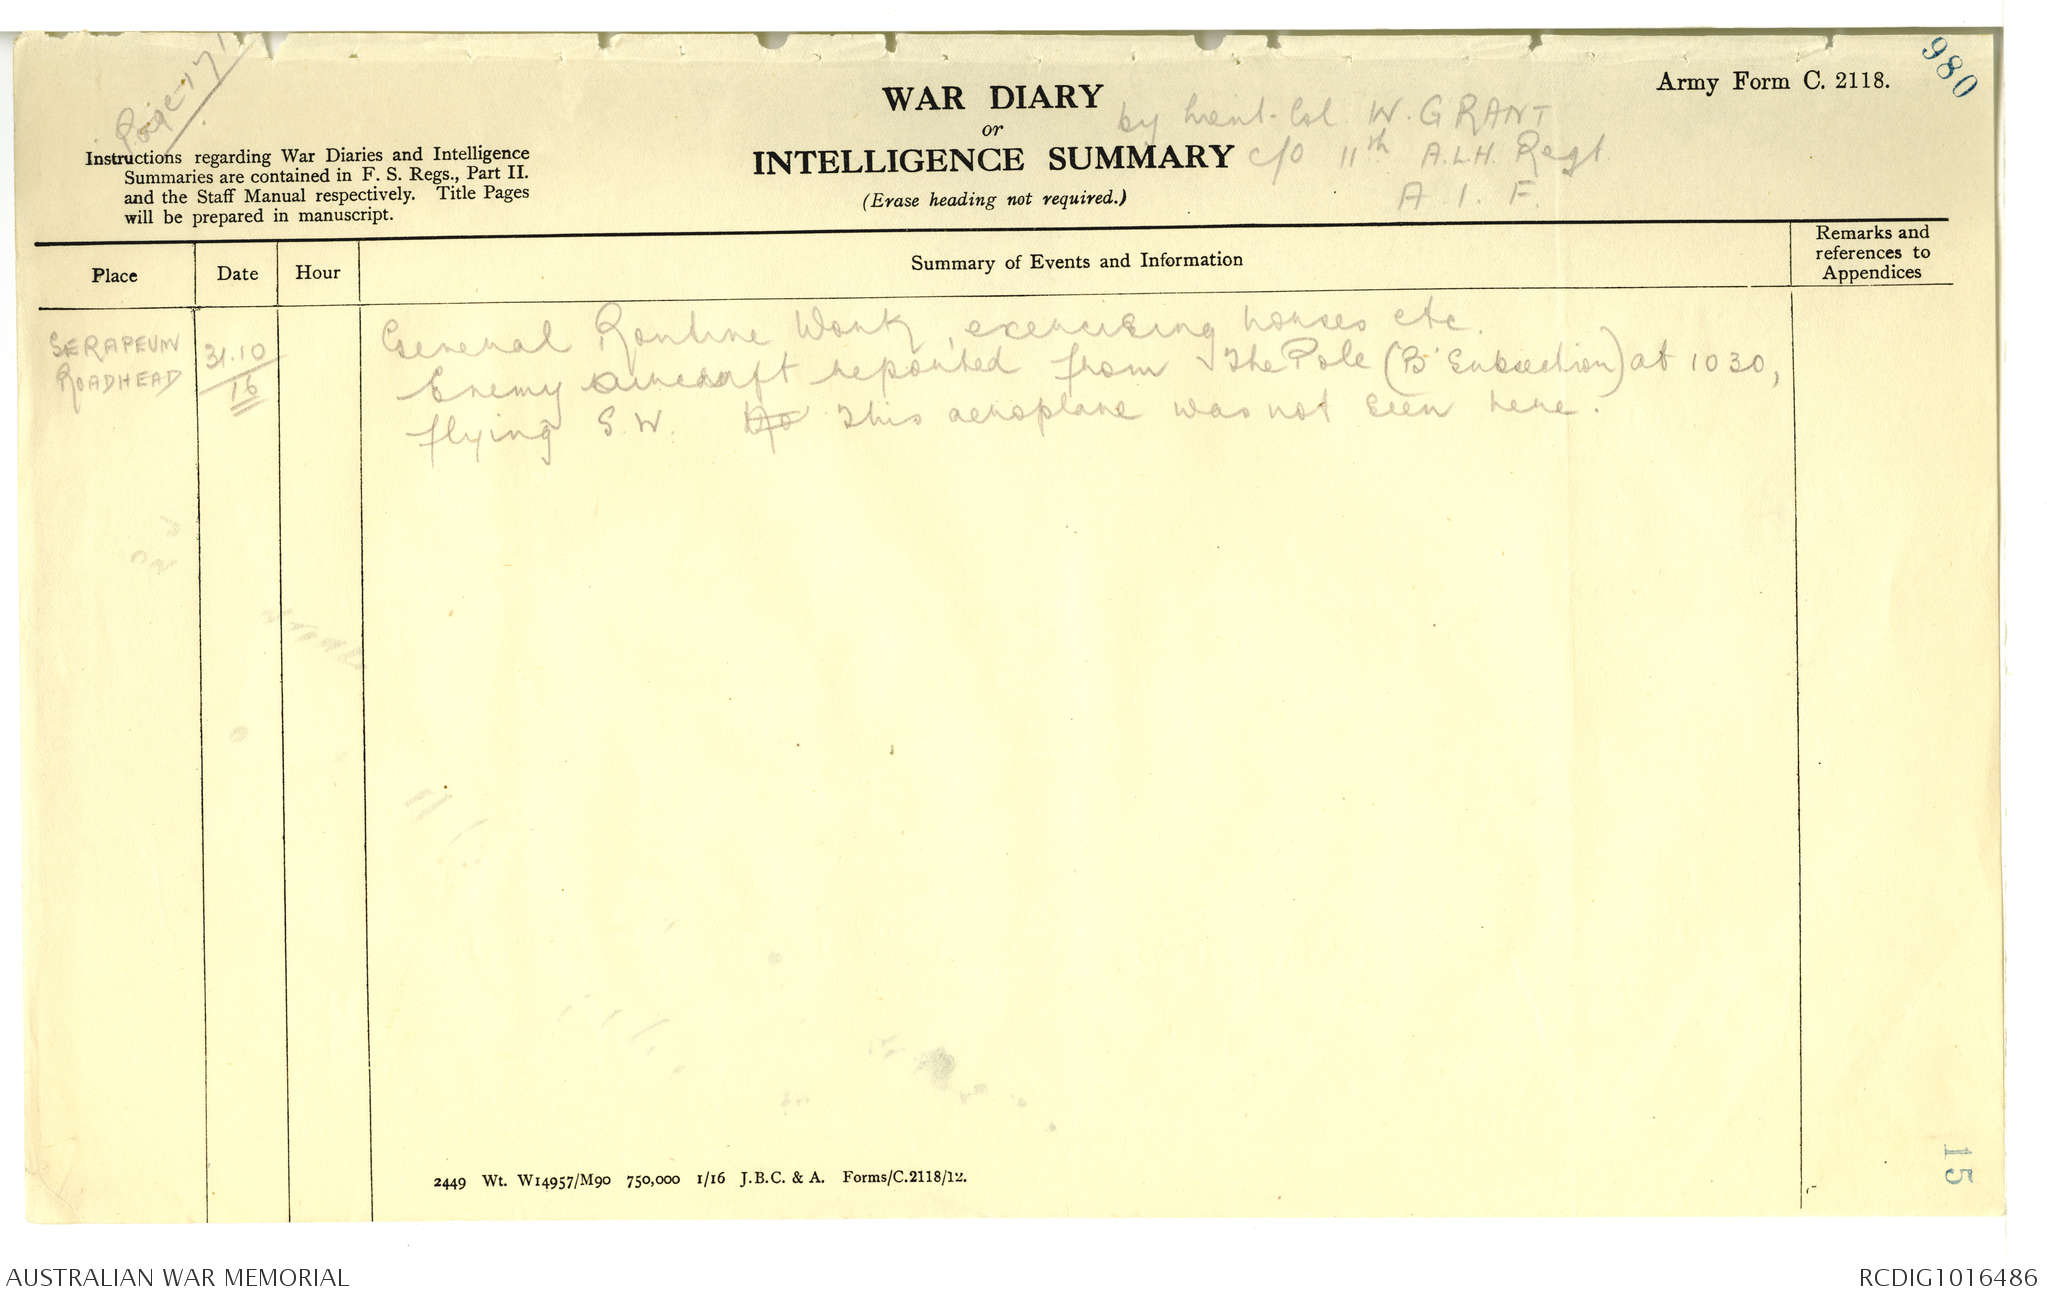 Page 171
980
Army Form C. 2118.
WAR DIARY
or
INTELLIGENCE SUMMARY
(Erase heading not required.)
by Lieut-Col. W. GRANT
c/o 11th A.L.H. Regt
A.I.F.
Instructions regarding War Diaries and Intelligence
Summaries are contained in F. S. Regs., Part II.
and the Staff Manual respectively. Title Pages
will be prepared in manuscript.
Place
Date
Hour
Summary of Events and Information
Remarks and
references to
Appendices
SERAPEUM
ROADHEAD
31.10
16
General Routine Work, exercising horses etc.
Enemy aircraft reported from The Pole ('B' Subsection) at 1030,
flying S.W. No This aeroplane was not seen here.
2449 Wt. W14957/M90 750,000 1/16 J.B.C. & A. Forms/C.2118/12.
15
AUSTRALIAN WAR MEMORIAL
RCDIG1016486